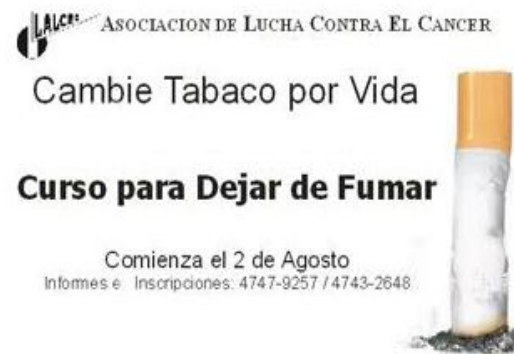 LALCEC ASOCIACION DE LUCHA CONTRA EL CANCER
Cambie Tabaco por Vida
Curso para Dejar de Fumar
Comienza el 2 de Agosto
Informes e Inscripciones: 4747-9257 / 4743-2648